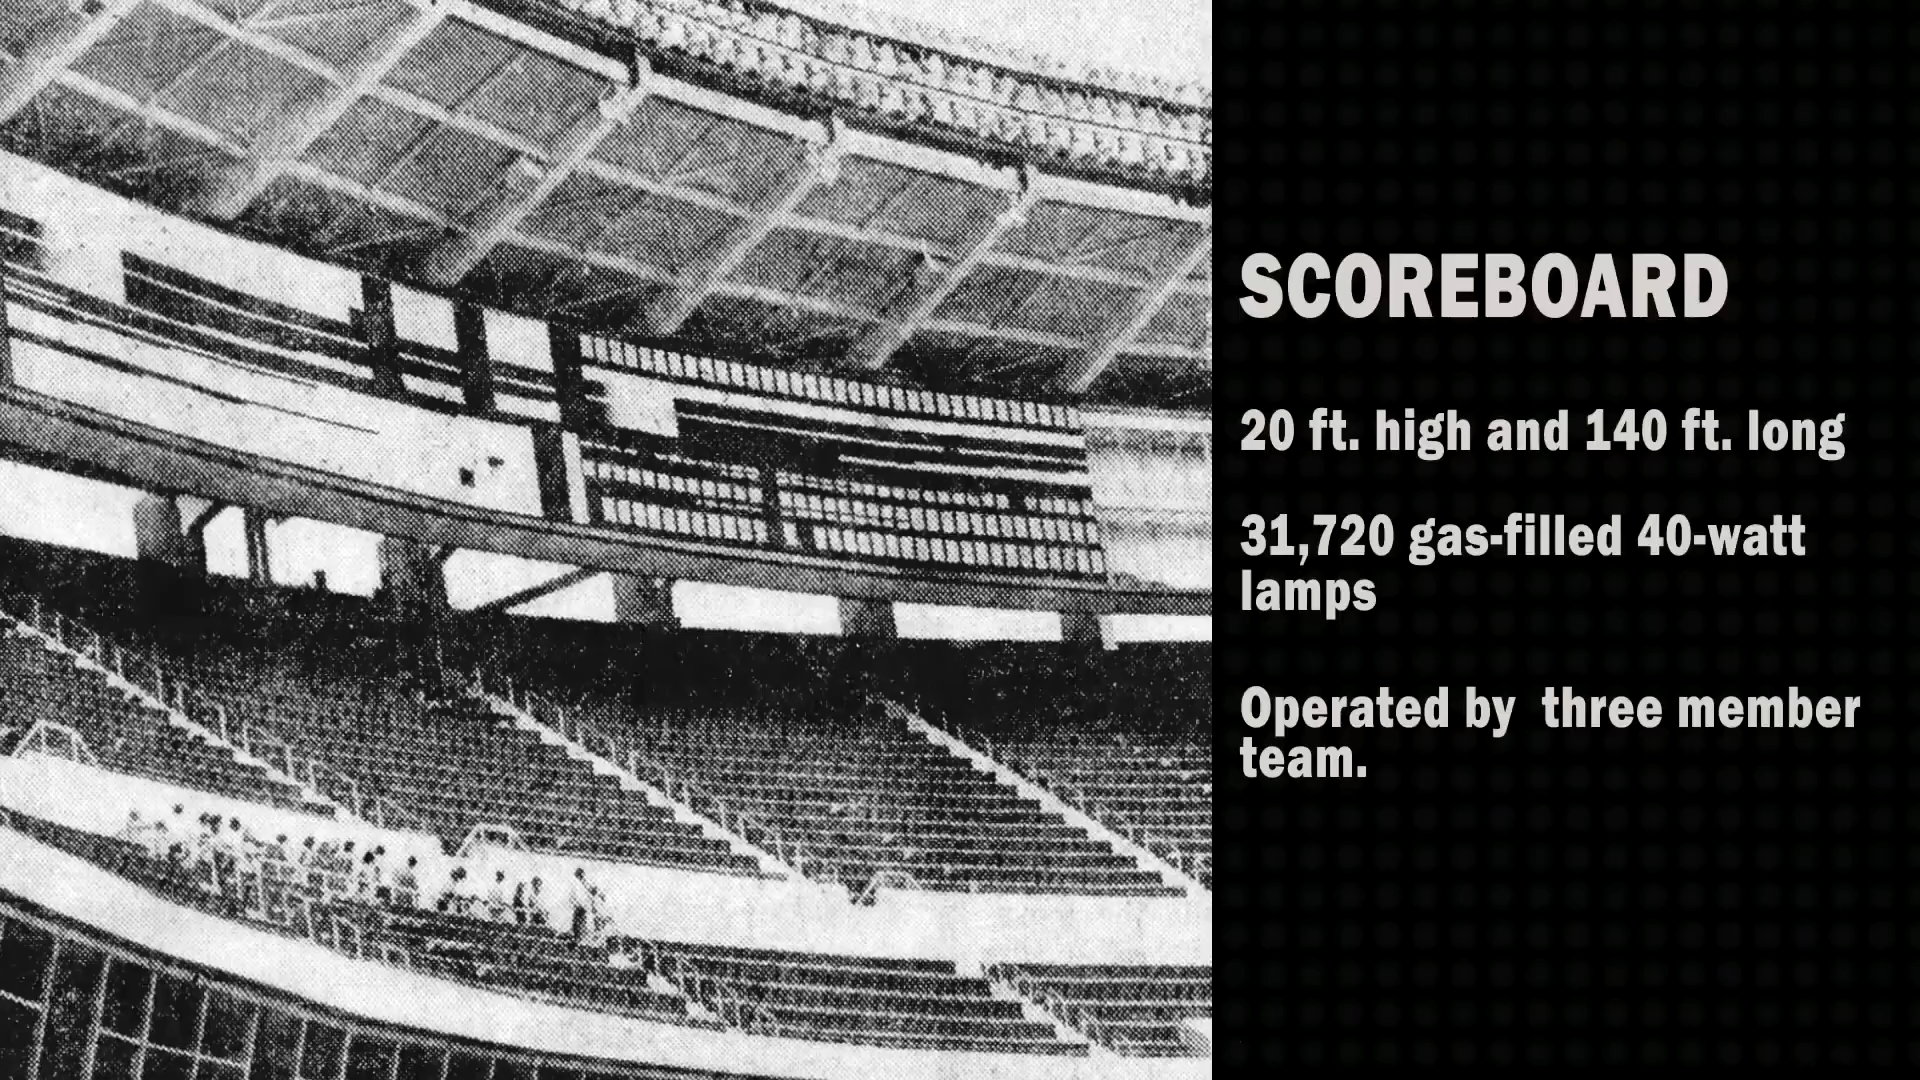 SCOREBOARD
20 ft. high and 140 ft. long
31,720 gas-filled 40-watt
lamps
Operated by  three member
team.